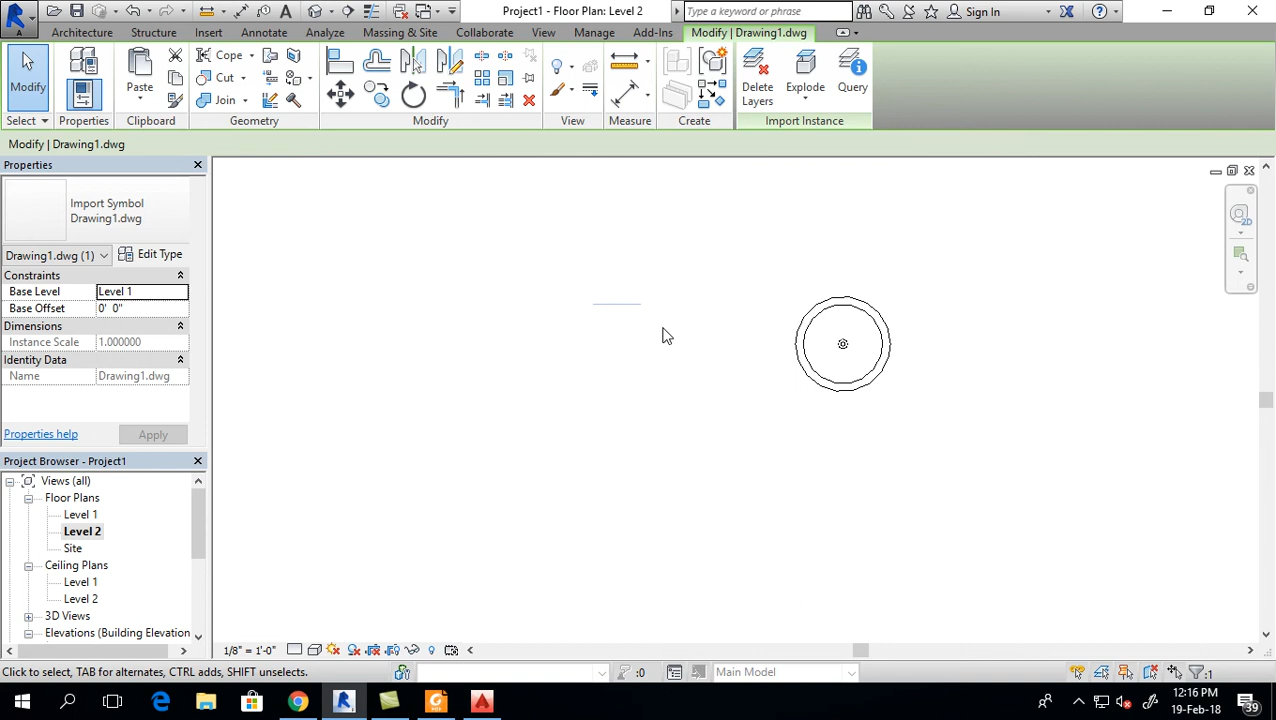 Project1 - Floor Plan: Level 2
Type a keyword or phrase
Sign In
Architecture
Structure
Insert
Annotate
Analyze
Massing & Site
Collaborate
View
Manage
Add-Ins
Modify | Drawing1.dwg
Modify
Paste
Cope
Cut
Join
Delete
Layers
Explode
Query
Select
Properties
Clipboard
Geometry
Modify
View
Measure
Create
Import Instance
Modify | Drawing1.dwg
Properties
Import Symbol
Drawing1.dwg
Drawing1.dwg (1)
Edit Type
Constraints
Base Level
Level 1
Base Offset
0' 0"
Dimensions
Instance Scale
1.000000
Identity Data
Name
Drawing1.dwg
Properties help
Apply
Project Browser - Project1
Views (all)
Floor Plans
Level 1
Level 2
Site
Ceiling Plans
Level 1
Level 2
3D Views
Elevations (Building Elevation
2D
1/8" = 1'-0"
Click to select, TAB for alternates, CTRL adds, SHIFT unselects.
:0
Main Model
:1
12:16 PM
19-Feb-18
39